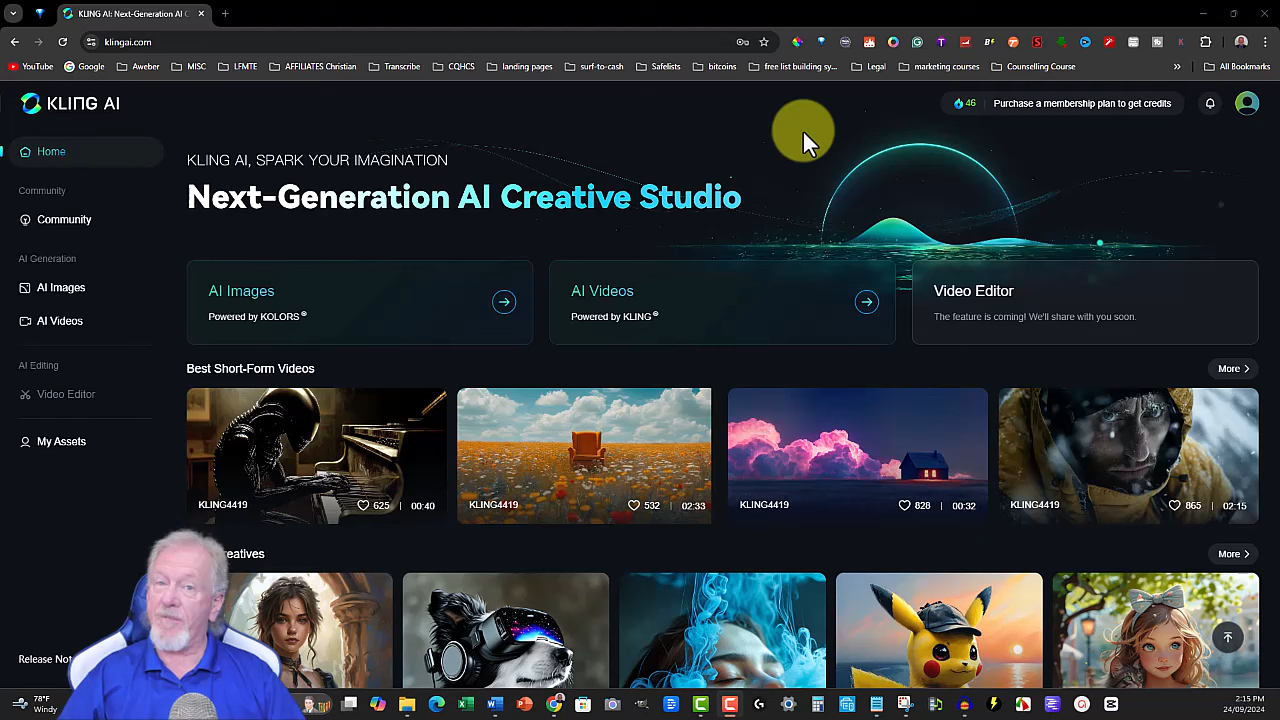 KLING AI: Next-Generation AI C
klingai.com
YouTube
Google
Aweber
MISC
LFMTE
AFFILIATES Christian
Transcribe
CQHCS
landing pages
surf-to-cash
Safelists
bitcoins
free list building sy...
Legal
marketing courses
Counselling Course
»
All Bookmarks
KLING AI
46
Purchase a membership plan to get credits
Home
Community
Community
AI Generation
AI Images
AI Videos
AI Editing
Video Editor
My Assets
KLING AI, SPARK YOUR IMAGINATION
Next-Generation AI Creative Studio
AI Images
Powered by KOLORS®
AI Videos
Powered by KLING®
Video Editor
The feature is coming! We'll share with you soon.
Best Short-Form Videos
More >
KLING4419
625 | 00:40
KLING4419
532 | 02:33
KLING4419
828 | 00:32
KLING4419
865 | 02:15
More >
78°F
Windy
2:15 PM
24/09/2024